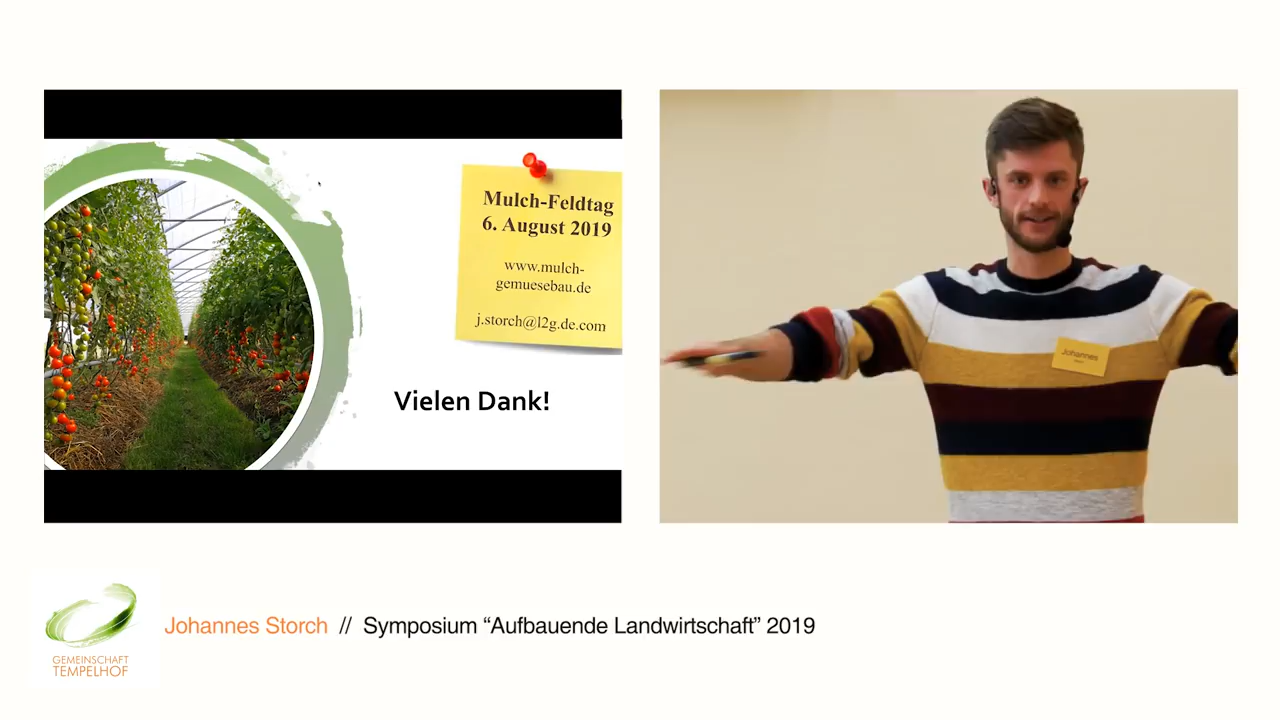 Mulch-Feldtag
6. August 2019
www.mulch-
gemuesebau.de
j.storch@l2g.de.com
Vielen Dank!
Johannes
Johannes Storch // Symposium “Aufbauende Landwirtschaft” 2019
GEMEINSCHAFT
TEMPELHOF